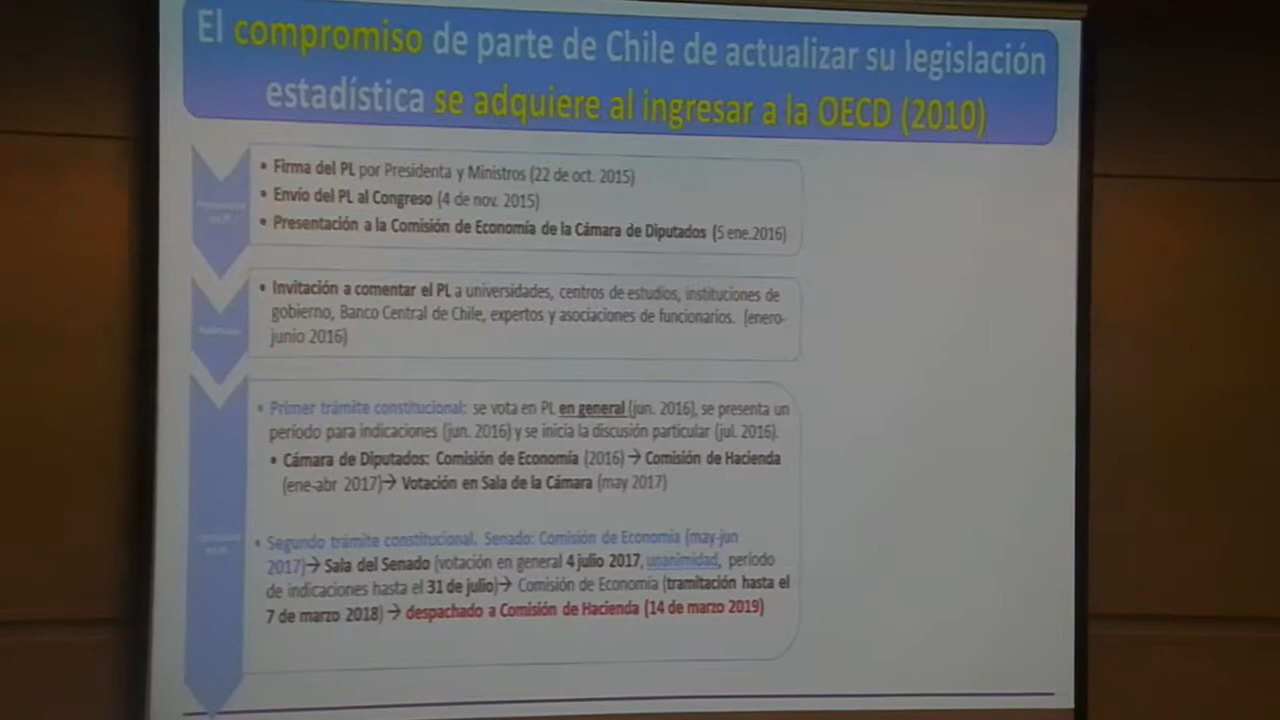 El compromiso de parte de Chile de actualizar su legislación
estadística se adquiere al ingresar a la OECD (2010)
• Firma del PL por Presidenta y Ministros (22 de oct. 2015)
• Envío del PL al Congreso (4 de nov. 2015)
• Presentación a la Comisión de Economía de la Cámara de Diputados (5 ene.2016)
• Invitación a comentar el PL a universidades, centros de estudios, instituciones de
gobierno, Banco Central de Chile, expertos y asociaciones de funcionarios. (enero-
junio 2016)
• Primer trámite constitucional: se vota en PL en general (jun. 2016), se presenta un
periodo para indicaciones (jun. 2016) y se inicia la discusión particular (jul. 2016).
• Cámara de Diputados: Comisión de Economía (2016) → Comisión de Hacienda
(ene-abr 2017)→ Votación en Sala de la Cámara (may 2017)
• Segundo trámite constitucional. Senado: Comisión de Economía (may-jun
2017)→ Sala del Senado (votación en general 4 julio 2017, unanimidad, periodo
de indicaciones hasta el 31 de julio)→ Comisión de Economía (tramitación hasta el
7 de marzo 2018) → despachado a Comisión de Hacienda (14 de marzo 2019)